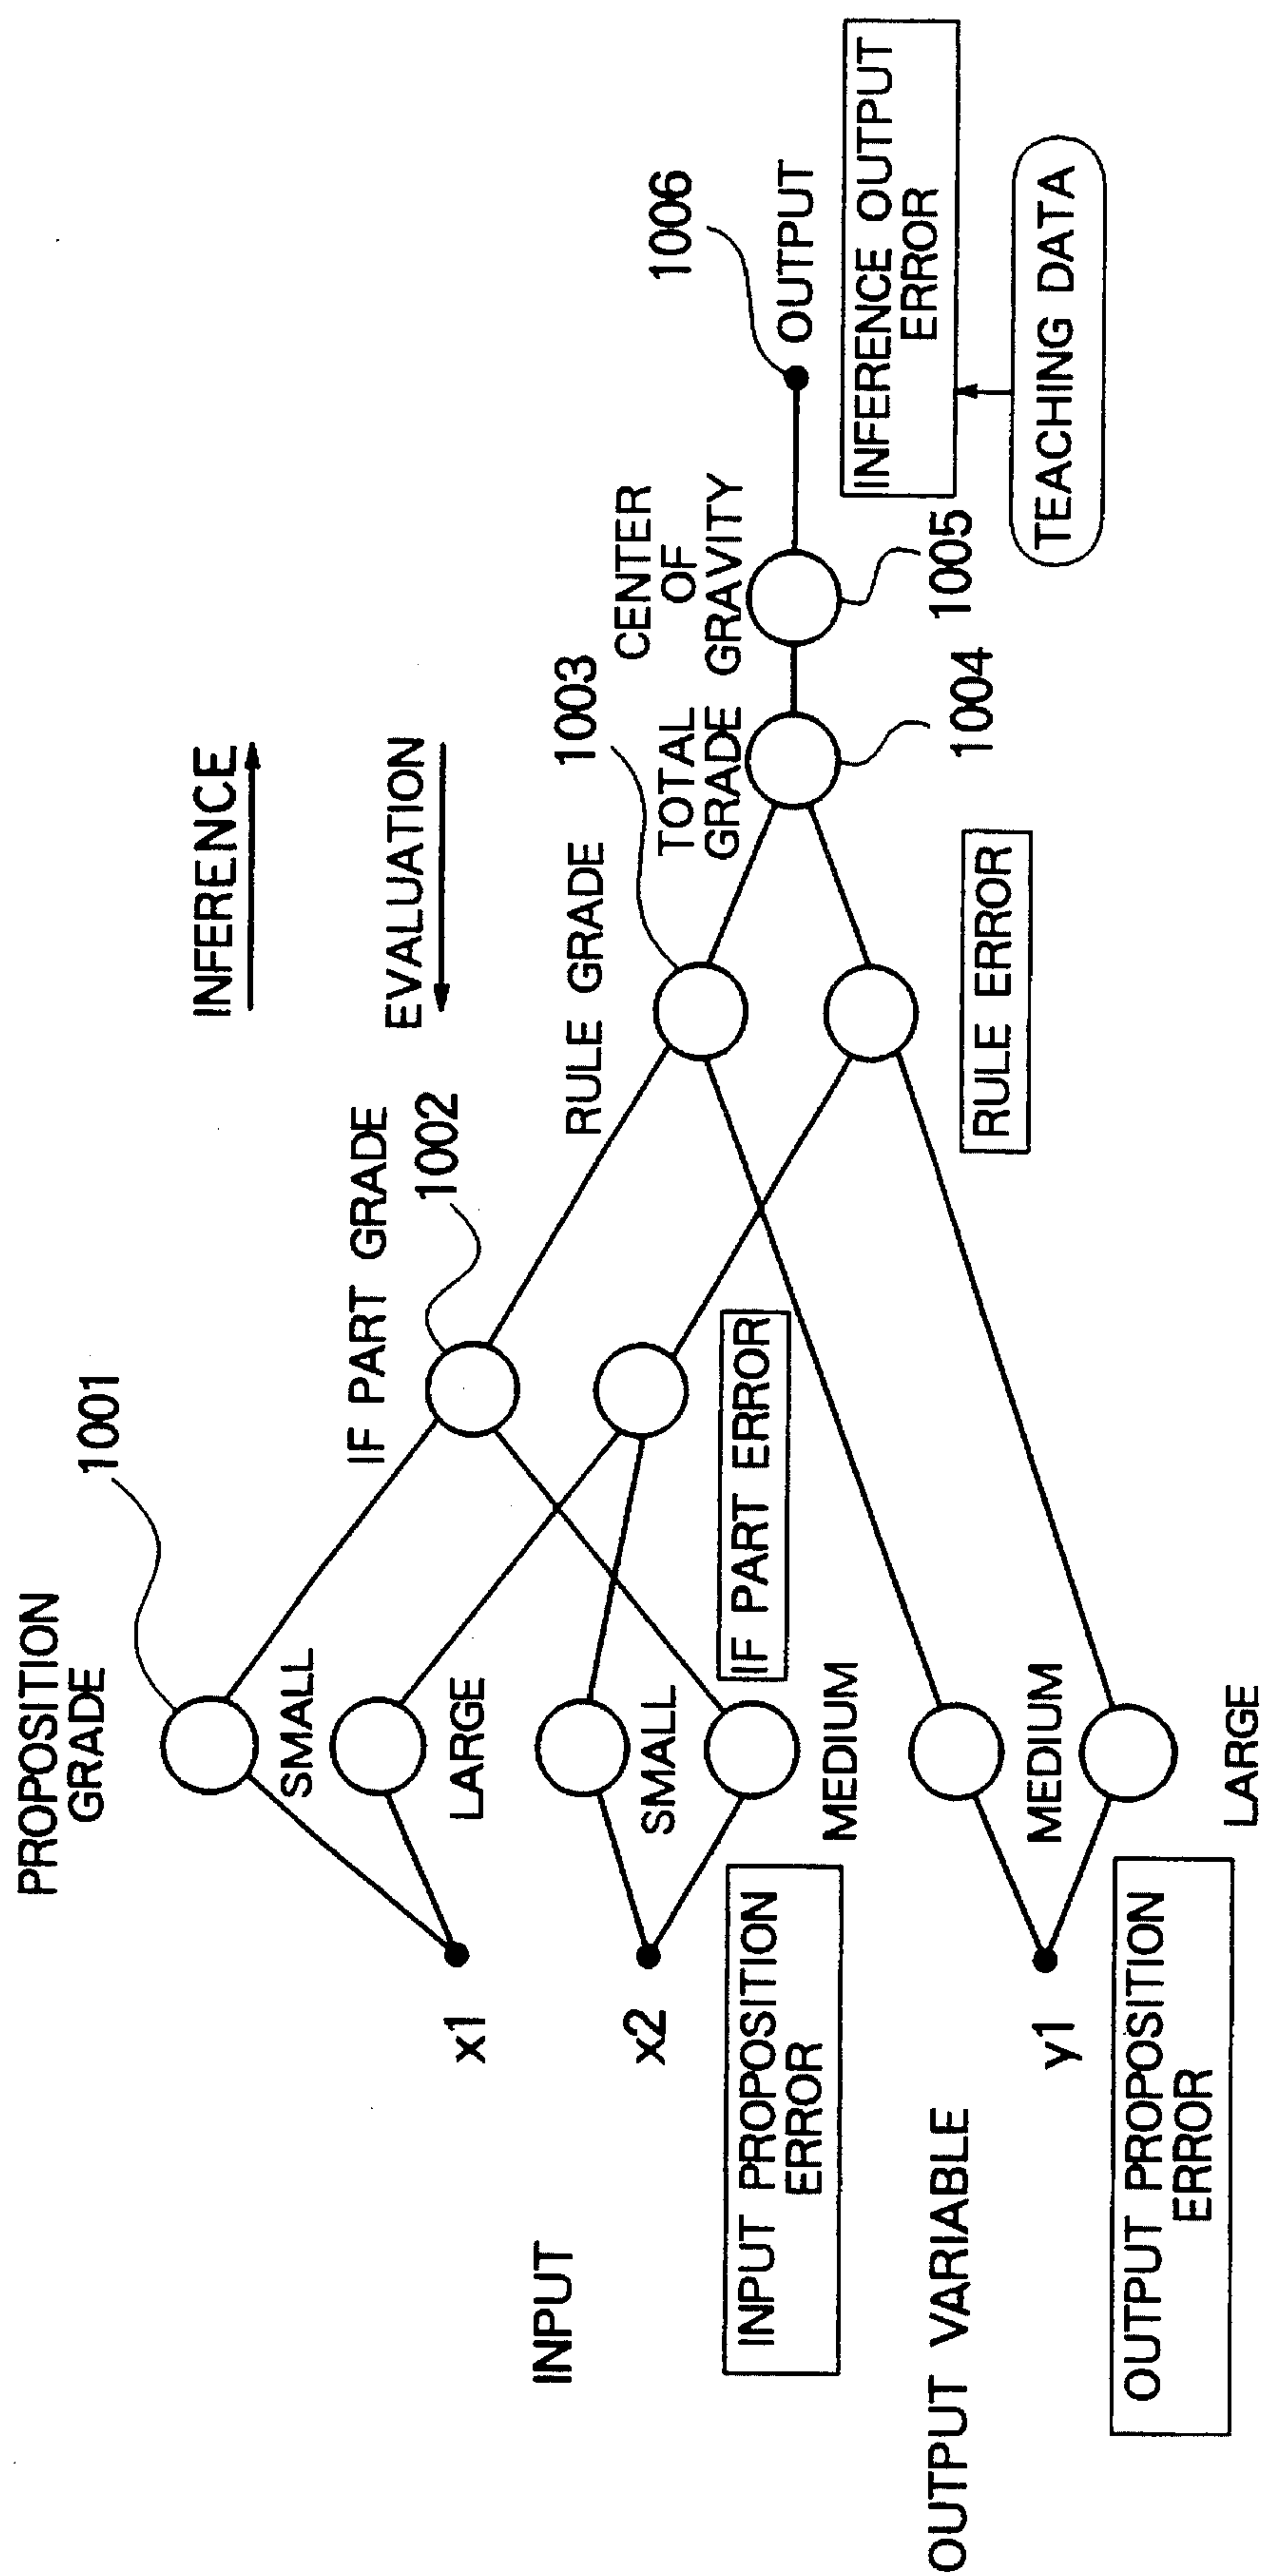 INFERENCE
EVALUATION
PROPOSITION
GRADE
1001
IF PART GRADE
1002
RULE GRADE
1003
TOTAL
GRADE
CENTER
OF
GRAVITY
1006
OUTPUT
INFERENCE OUTPUT
ERROR
TEACHING DATA
1005
1004
RULE ERROR
IF PART ERROR
SMALL
LARGE
SMALL
MEDIUM
MEDIUM
LARGE
x1
x2
y1
INPUT
INPUT PROPOSITION
ERROR
OUTPUT VARIABLE
OUTPUT PROPOSITION
ERROR